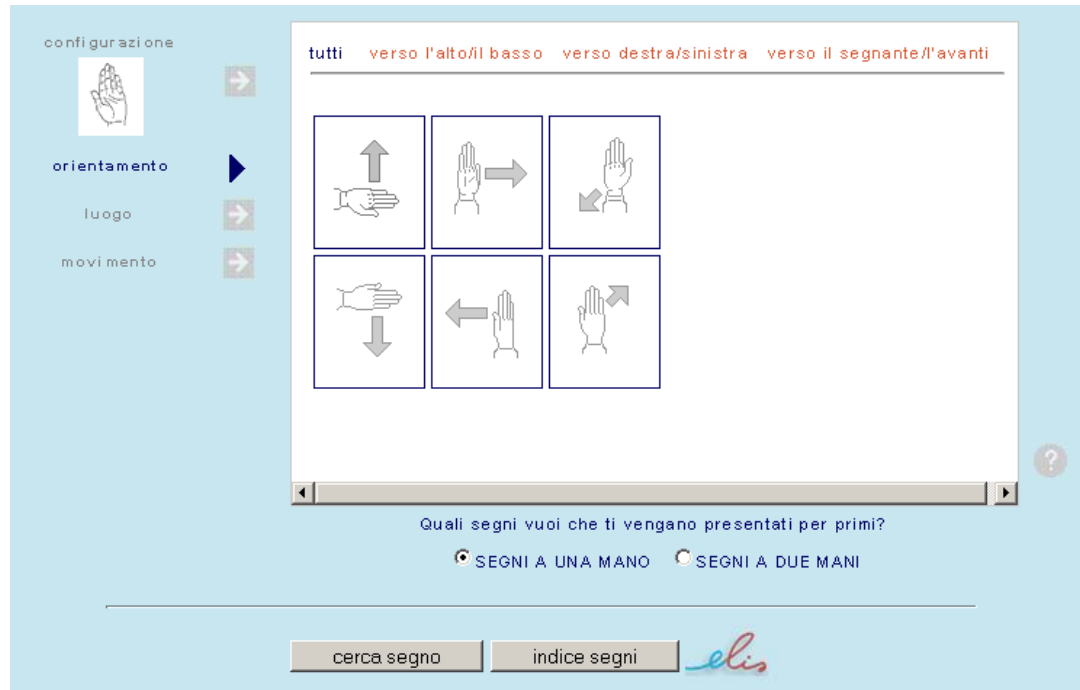 configurazione
orientamento
luogo
movimento
tutti verso l'alto/il basso verso destra/sinistra verso il segnante/l'avanti
?
Quali segni vuoi che ti vengano presentati per primi?
SEGNI A UNA MANO SEGNI A DUE MANI
cerca segno indice segni elis